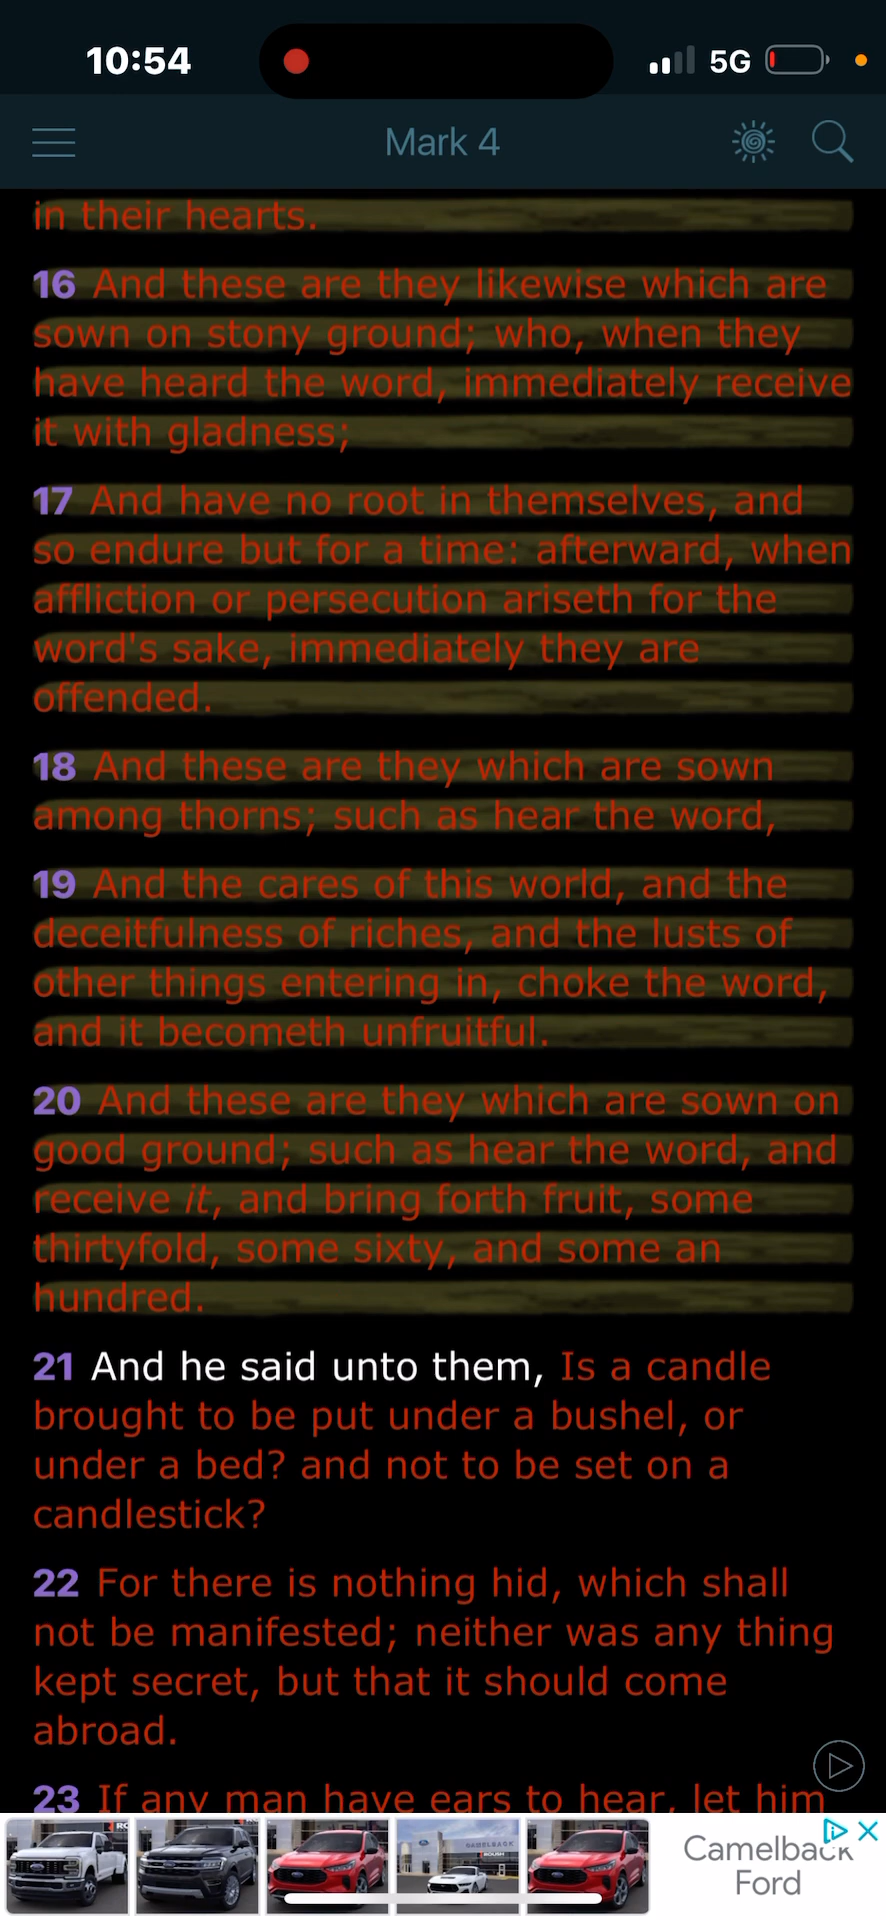 10:54
5G
Mark 4
in their hearts.
16 And these are they likewise which are
sown on stony ground; who, when they
have heard the word, immediately receive
it with gladness;
17 And have no root in themselves, and
so endure but for a time: afterward, when
affliction or persecution ariseth for the
word's sake, immediately they are
offended.
18 And these are they which are sown
among thorns; such as hear the word,
19 And the cares of this world, and the
deceitfulness of riches, and the lusts of
other things entering in, choke the word,
and it becometh unfruitful.
20 And these are they which are sown on
good ground; such as hear the word, and
receive it, and bring forth fruit, some
thirtyfold, some sixty, and some an
hundred.
21 And he said unto them, Is a candle
brought to be put under a bushel, or
under a bed? and not to be set on a
candlestick?
22 For there is nothing hid, which shall
not be manifested; neither was any thing
kept secret, but that it should come
abroad.
23 If any man have ears to hear, let him
CAMELBACK
Camelback
Ford